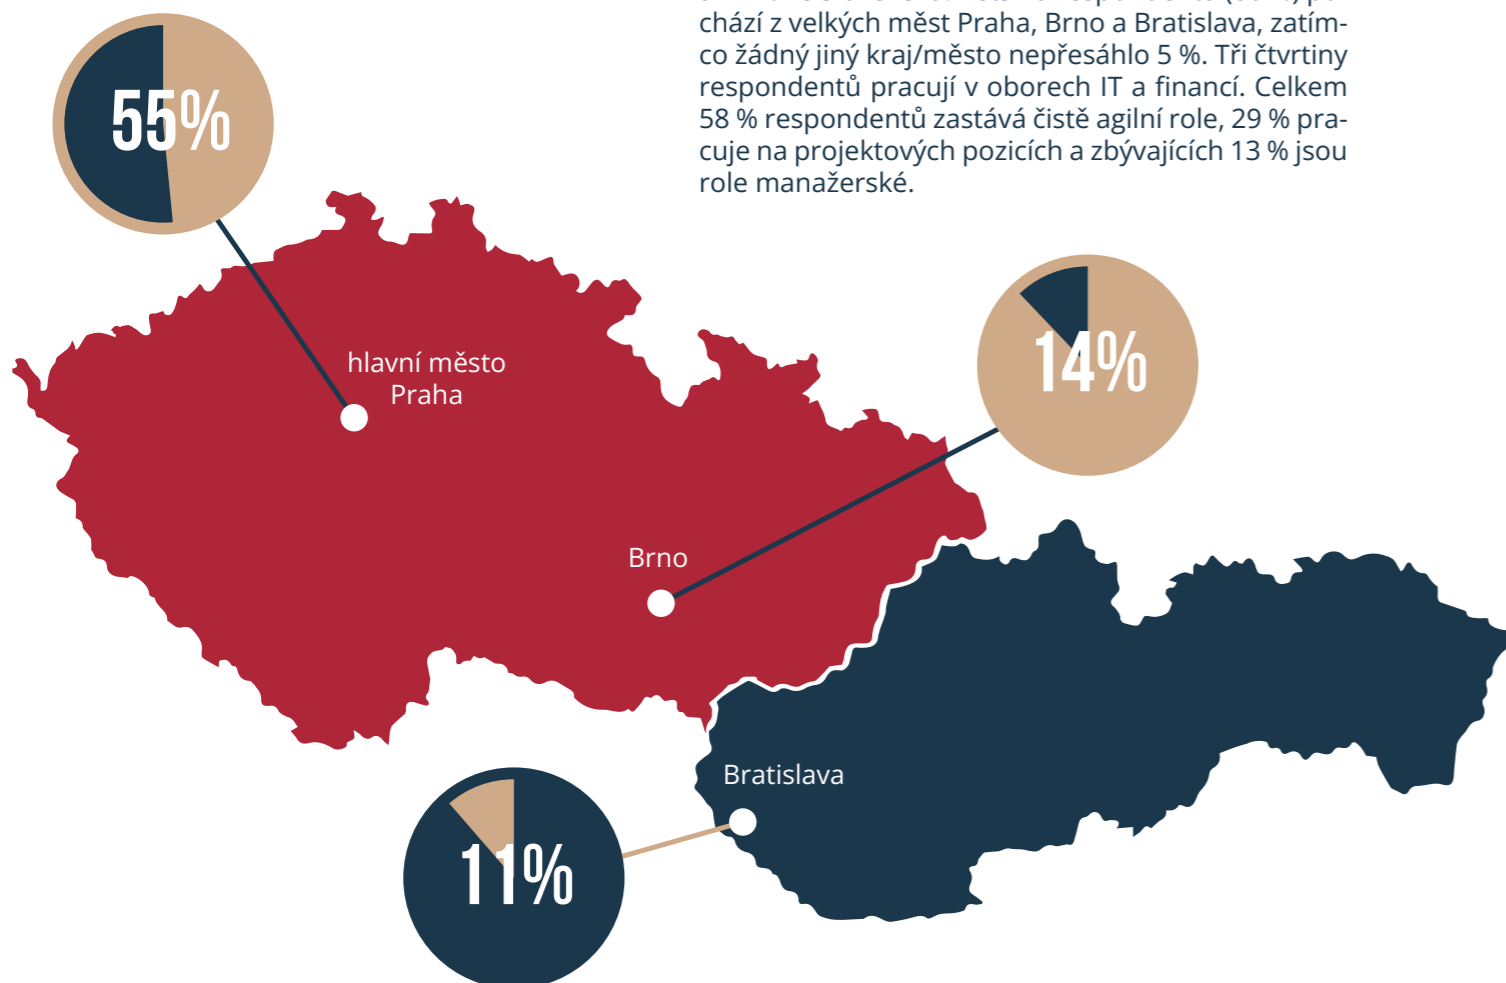 chází z velkých měst Praha, Brno a Bratislava, zatím-
co žádný jiný kraj/město nepřesáhlo 5 %. Tři čtvrtiny
respondentů pracují v oborech IT a financí. Celkem
58 % respondentů zastává čistě agilní role, 29 % pra-
cuje na projektových pozicích a zbývajících 13 % jsou
role manažerské.
55%
hlavní město
Praha
14%
Brno
Bratislava
11%